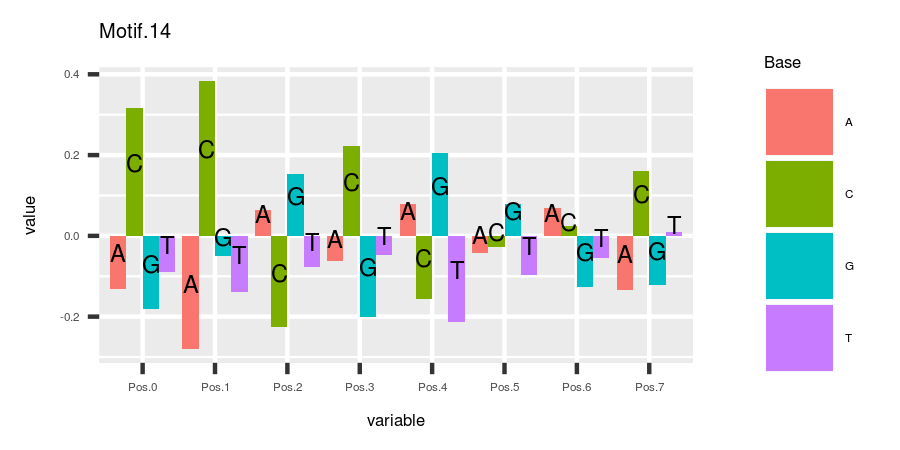 Motif.14
Base
0.4
0.2
0.0
-0.2
value
A C G T
A C G T
A C G T
A C G T
A C G T
A C G T
A C G T
A C G T
Pos.0 Pos.1 Pos.2 Pos.3 Pos.4 Pos.5 Pos.6 Pos.7
variable
A
C
G
T